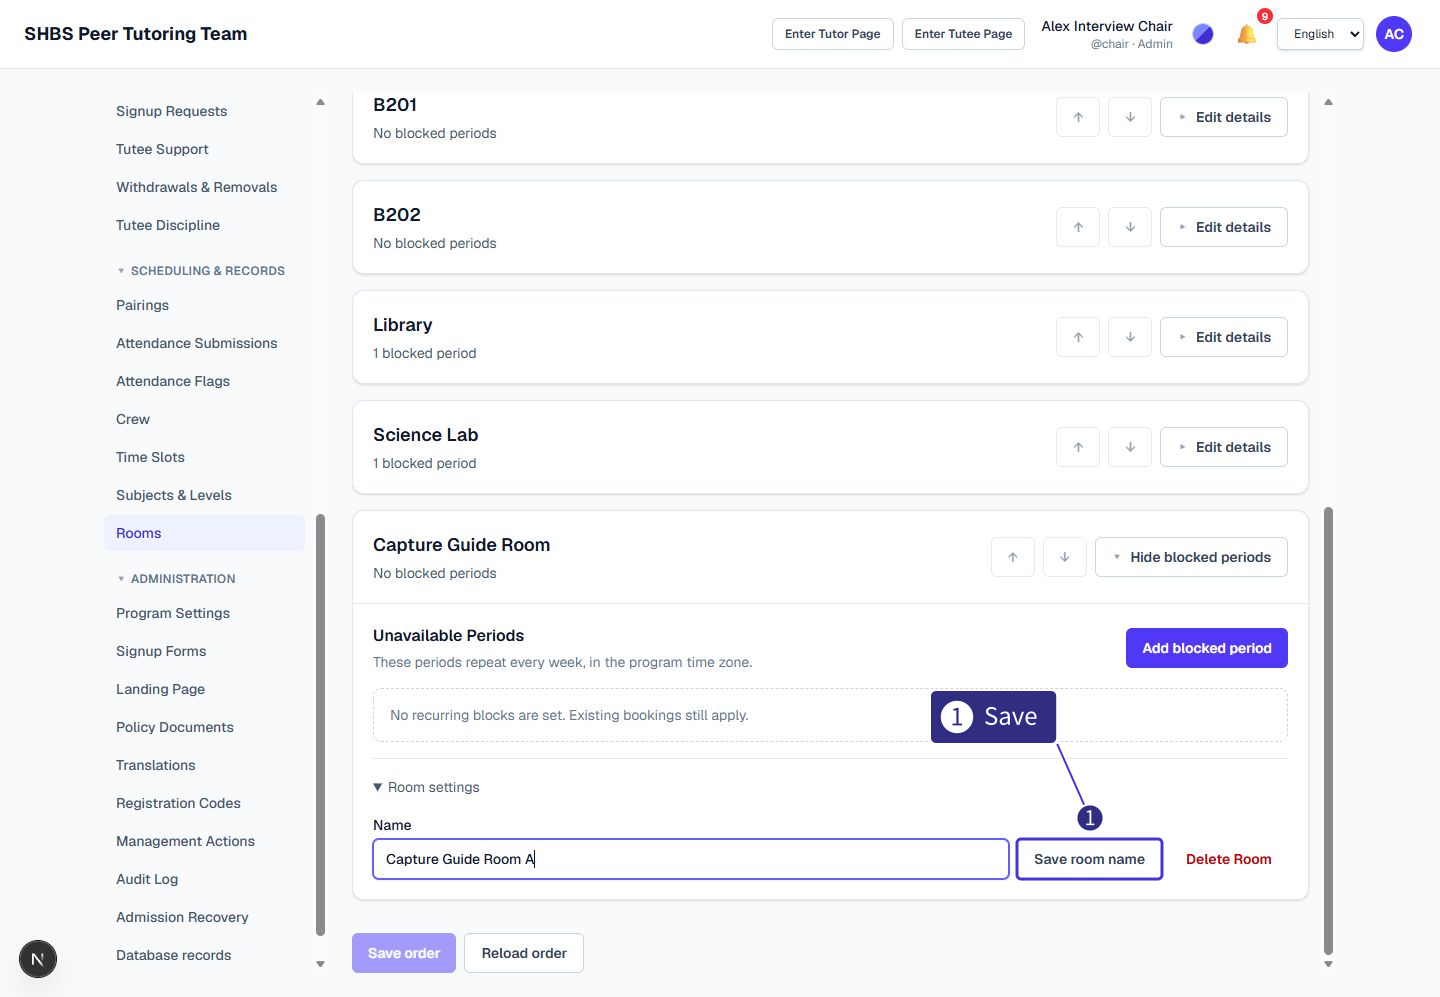 SHBS Peer Tutoring Team
Enter Tutor Page
Enter Tutee Page
Alex Interview Chair
@chair · Admin
9
English
AC
Signup Requests
Tutee Support
Withdrawals & Removals
Tutee Discipline
SCHEDULING & RECORDS
Pairings
Attendance Submissions
Attendance Flags
Crew
Time Slots
Subjects & Levels
Rooms
ADMINISTRATION
Program Settings
Signup Forms
Landing Page
Policy Documents
Translations
Registration Codes
Management Actions
Audit Log
Admission Recovery
Database records
N
B201
No blocked periods
Edit details
B202
No blocked periods
Edit details
Library
1 blocked period
Edit details
Science Lab
1 blocked period
Edit details
Capture Guide Room
No blocked periods
Hide blocked periods
Unavailable Periods
These periods repeat every week, in the program time zone.
Add blocked period
No recurring blocks are set. Existing bookings still apply.
1 Save
Room settings
1
Name
Capture Guide Room A
Save room name
Delete Room
Save order
Reload order